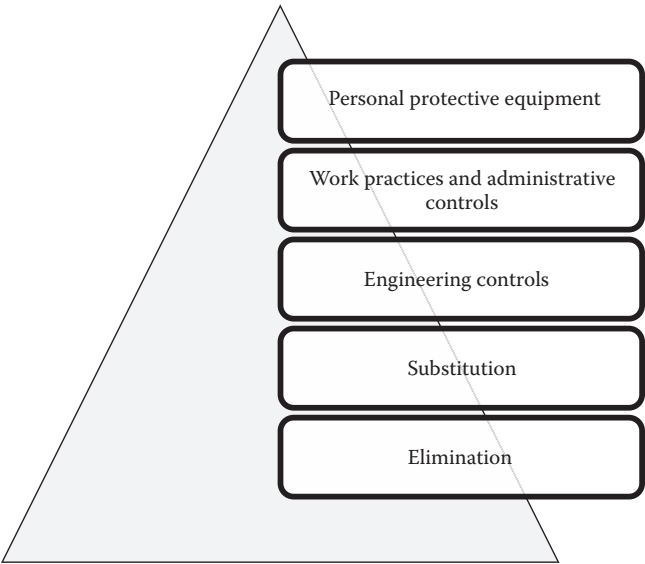 Personal protective equipment
Work practices and administrative
controls
Engineering controls
Substitution
Elimination